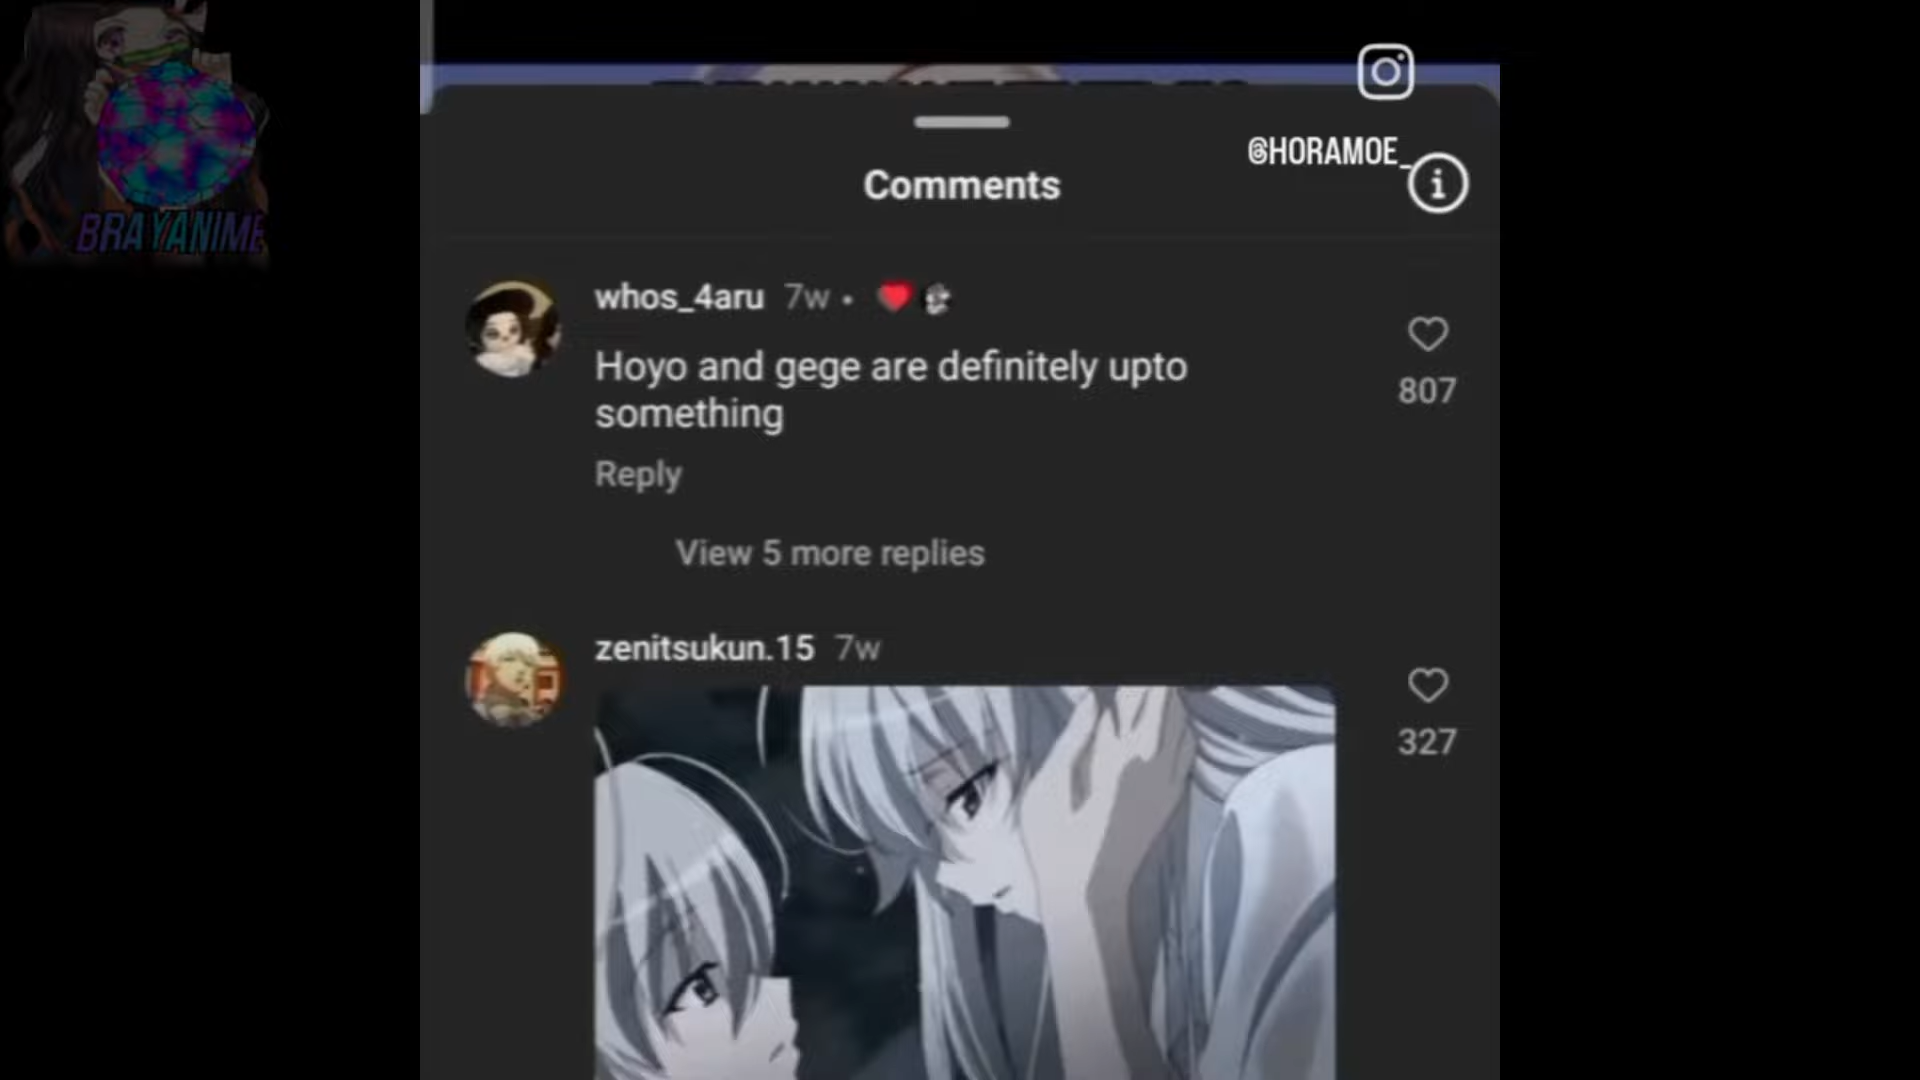 @HORAMOE_
Comments
BRAYANIME
whos_4aru 7w •
807
Hoyo and gege are definitely upto
something
Reply
View 5 more replies
zenitsukun.15 7w
327